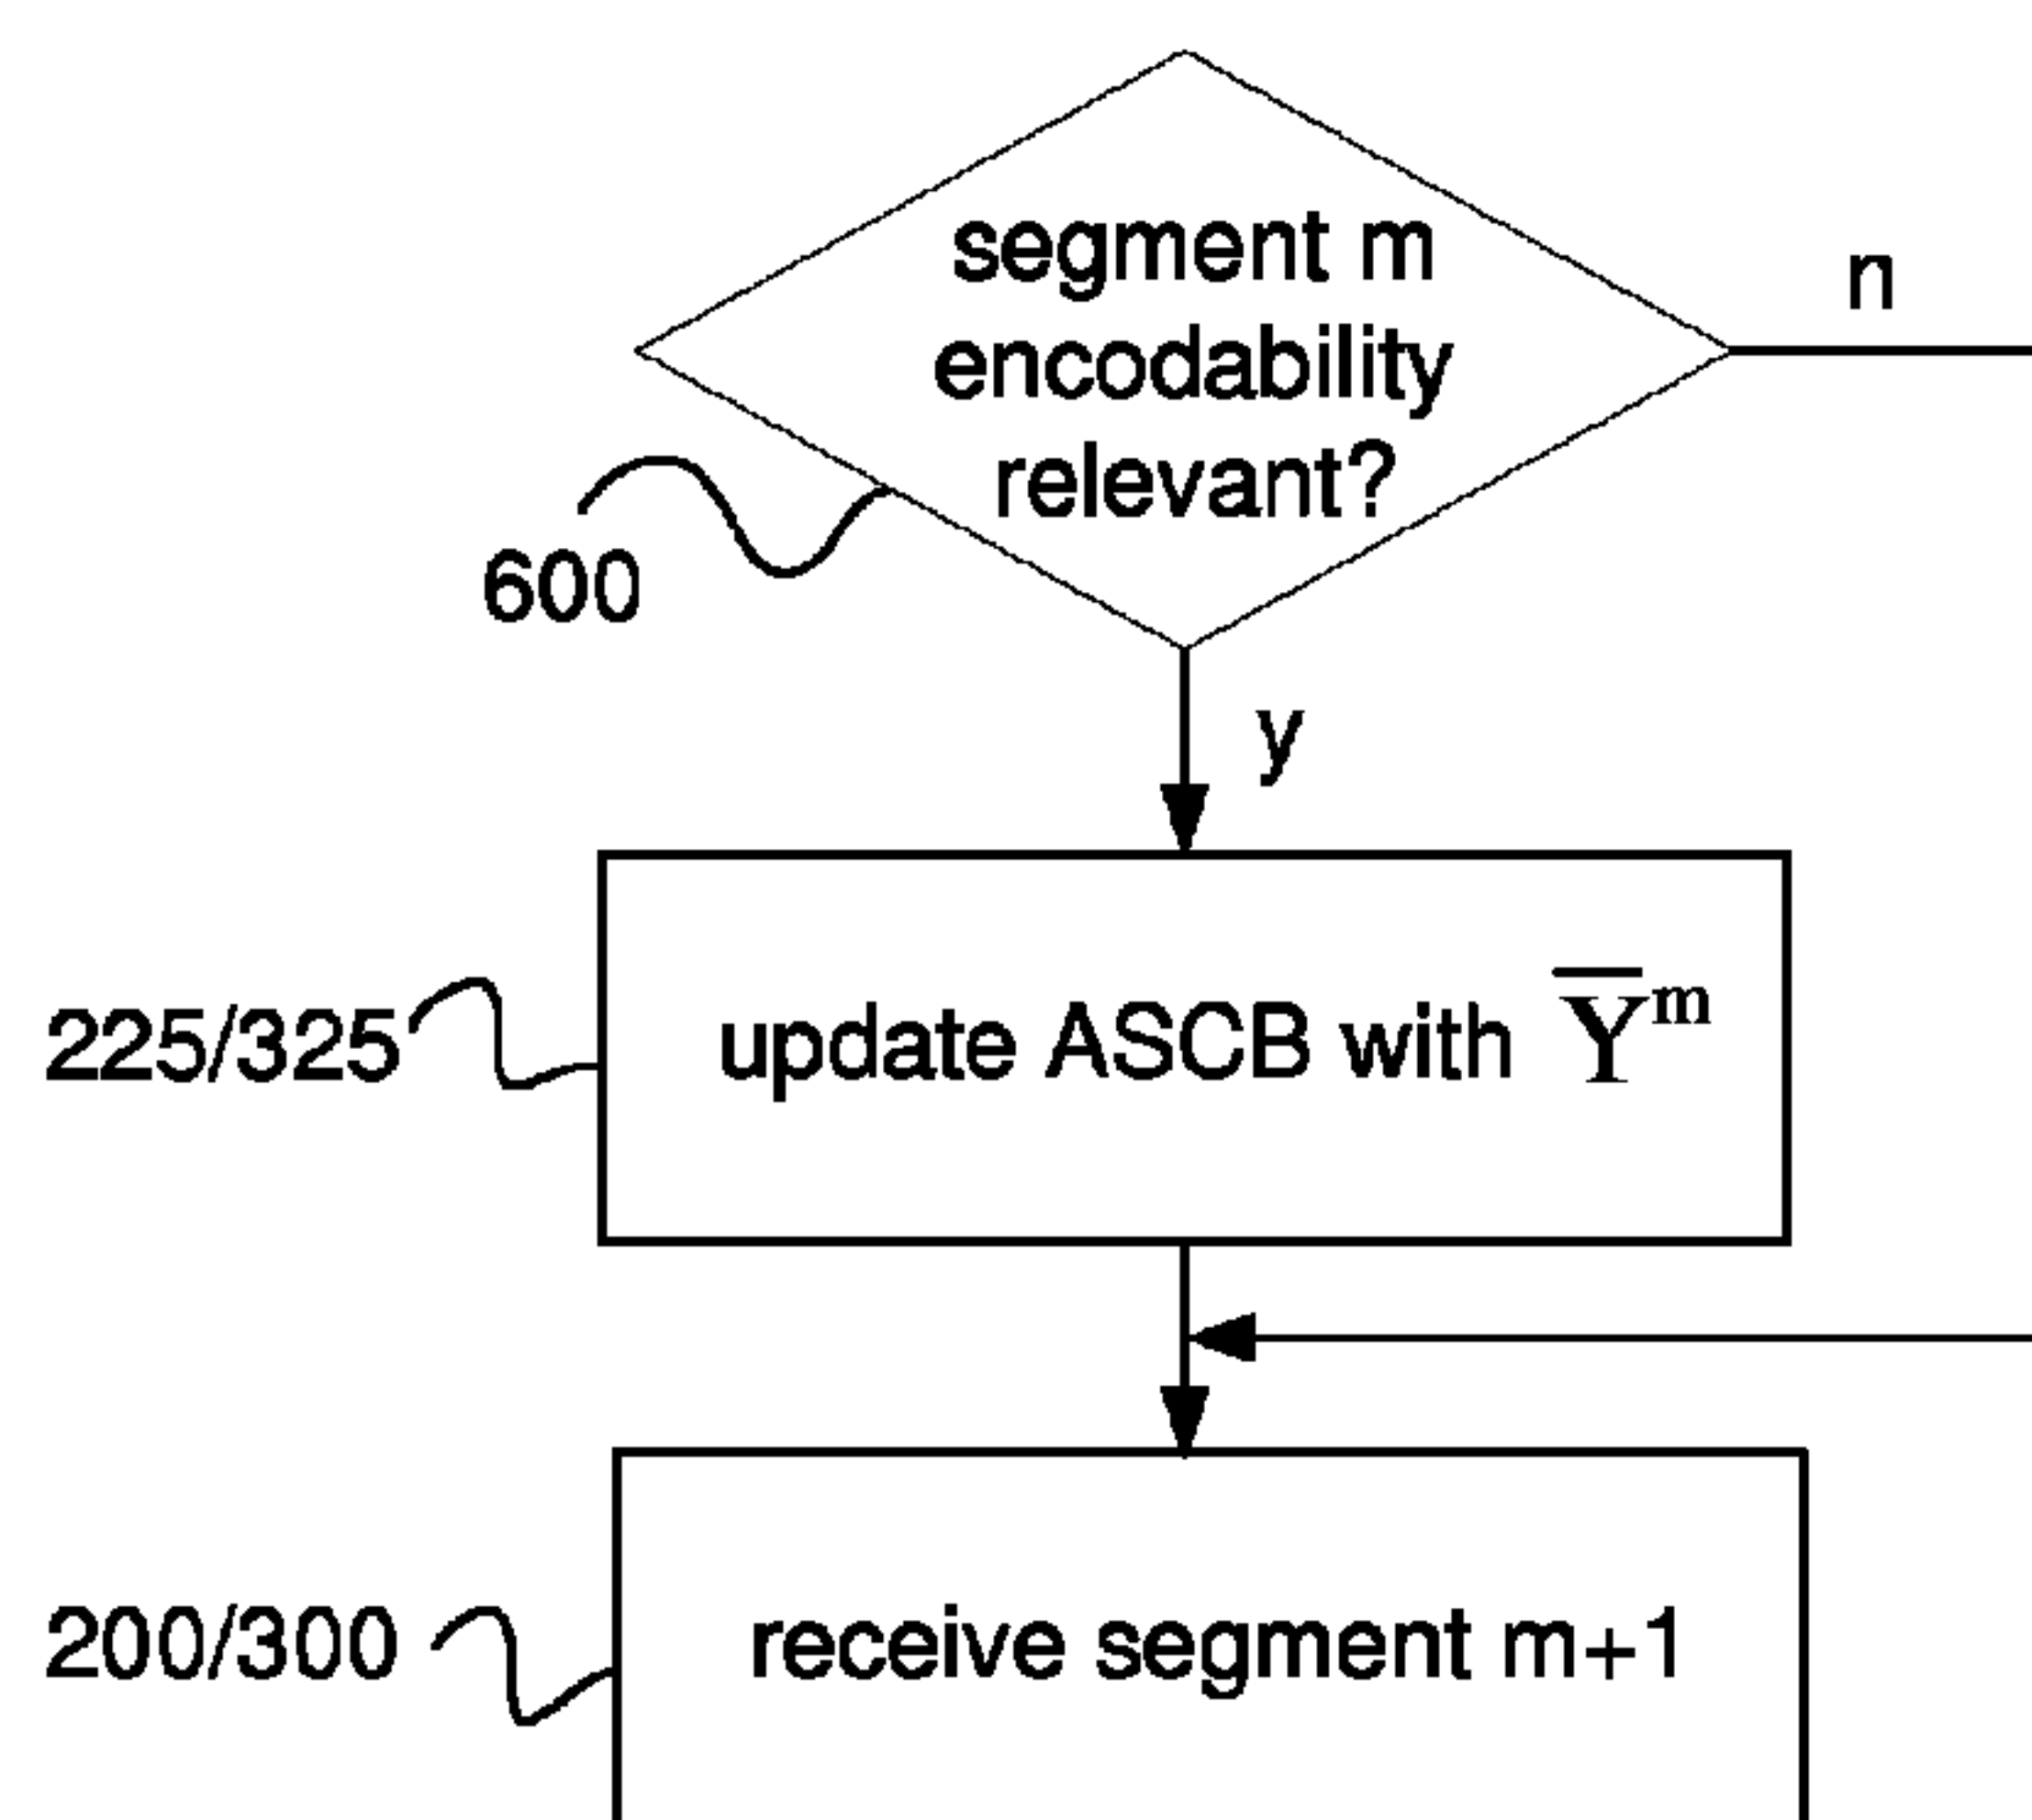 segment m
encodability
relevant?
n
600
y
225/325
update ASCB with Y̅ᵐ
200/300
receive segment m+1